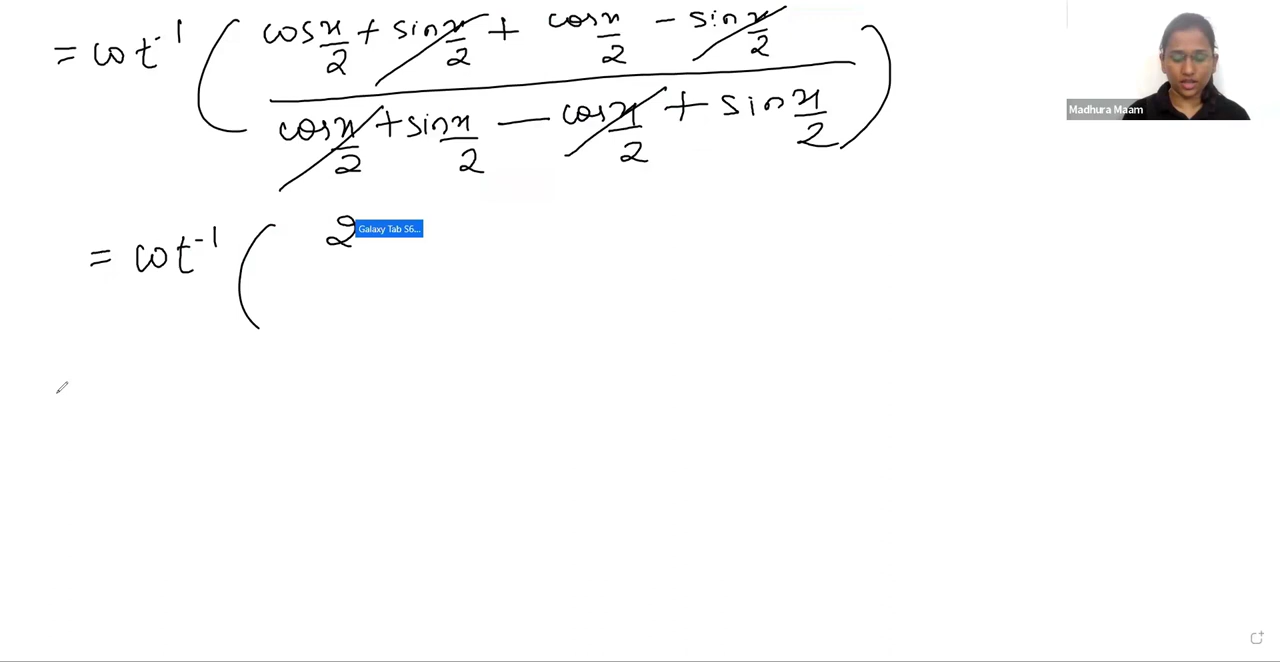 = cot⁻¹ ( cos x/2 + sin x/2 + cos x/2 - sin x/2
cos x/2 + sin x/2 - cos x/2 + sin x/2 )
Madhura Maam
= cot⁻¹ ( 2
Galaxy Tab S6...